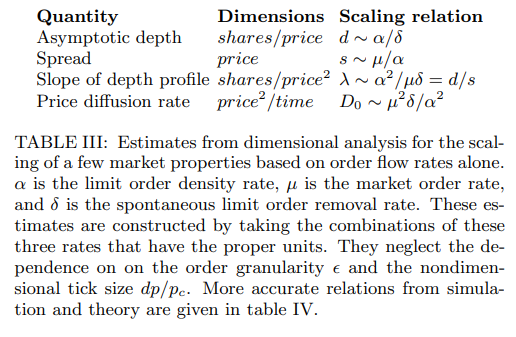 Quantity Dimensions Scaling relation
Asymptotic depth shares/price d ∼ α/δ
Spread price s ∼ μ/α
Slope of depth profile shares/price² λ ∼ α²/μδ = d/s
Price diffusion rate price²/time D₀ ∼ μ²δ/α²
TABLE III: Estimates from dimensional analysis for the scal-
ing of a few market properties based on order flow rates alone.
α is the limit order density rate, μ is the market order rate,
and δ is the spontaneous limit order removal rate. These es-
timates are constructed by taking the combinations of these
three rates that have the proper units. They neglect the de-
pendence on on the order granularity ϵ and the nondimen-
sional tick size dp/p_c. More accurate relations from simula-
tion and theory are given in table IV.